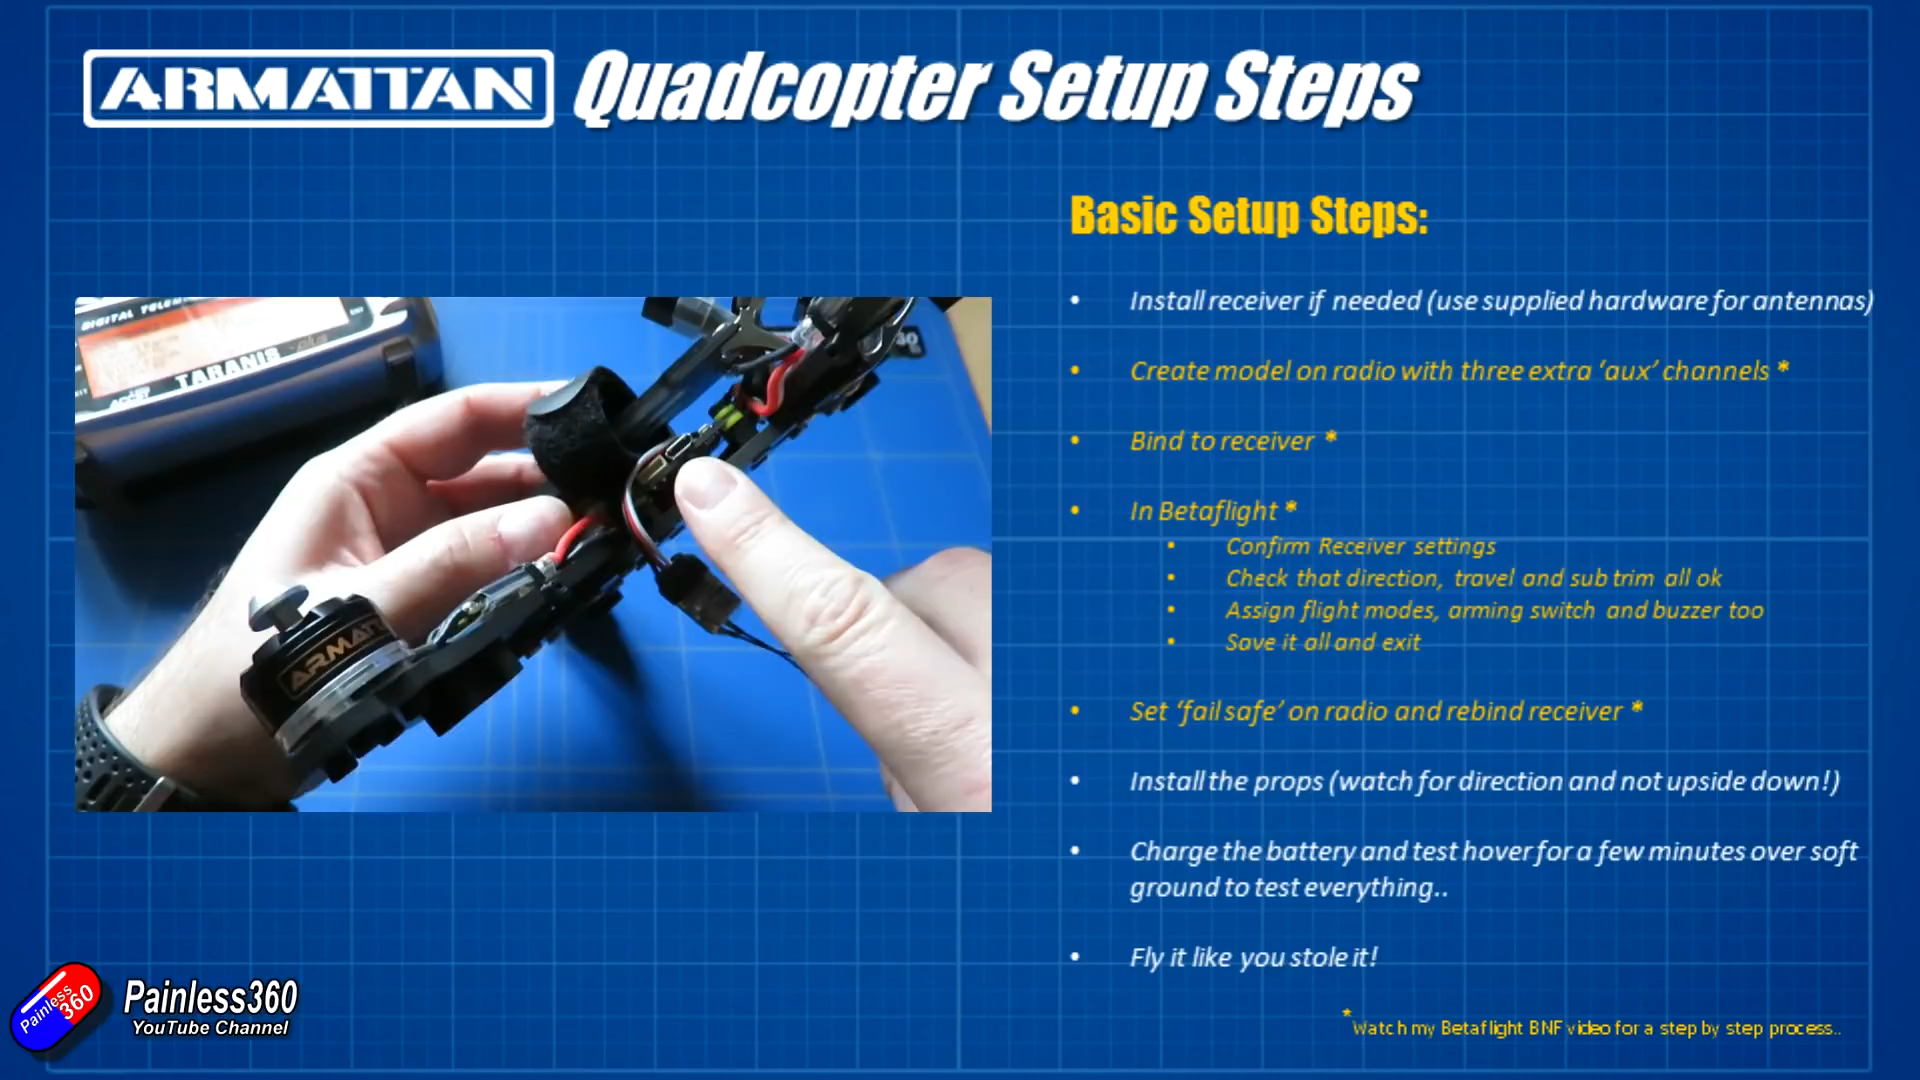 ARMATTAN Quadcopter Setup Steps
Basic Setup Steps:
• Install receiver if needed (use supplied hardware for antennas)
• Create model on radio with three extra ‘aux’ channels *
• Bind to receiver *
• In Betaflight *
• Confirm Receiver settings
• Check that direction, travel and sub trim all ok
• Assign flight modes, arming switch and buzzer too
• Save it all and exit
• Set ‘fail safe’ on radio and rebind receiver *
• Install the props (watch for direction and not upside down!)
• Charge the battery and test hover for a few minutes over soft
ground to test everything..
• Fly it like you stole it!
*Watch my Betaflight BNF video for a step by step process..
DIGITAL
TARANIS plus
ARMATT
30
Painless
360
Painless360
YouTube Channel